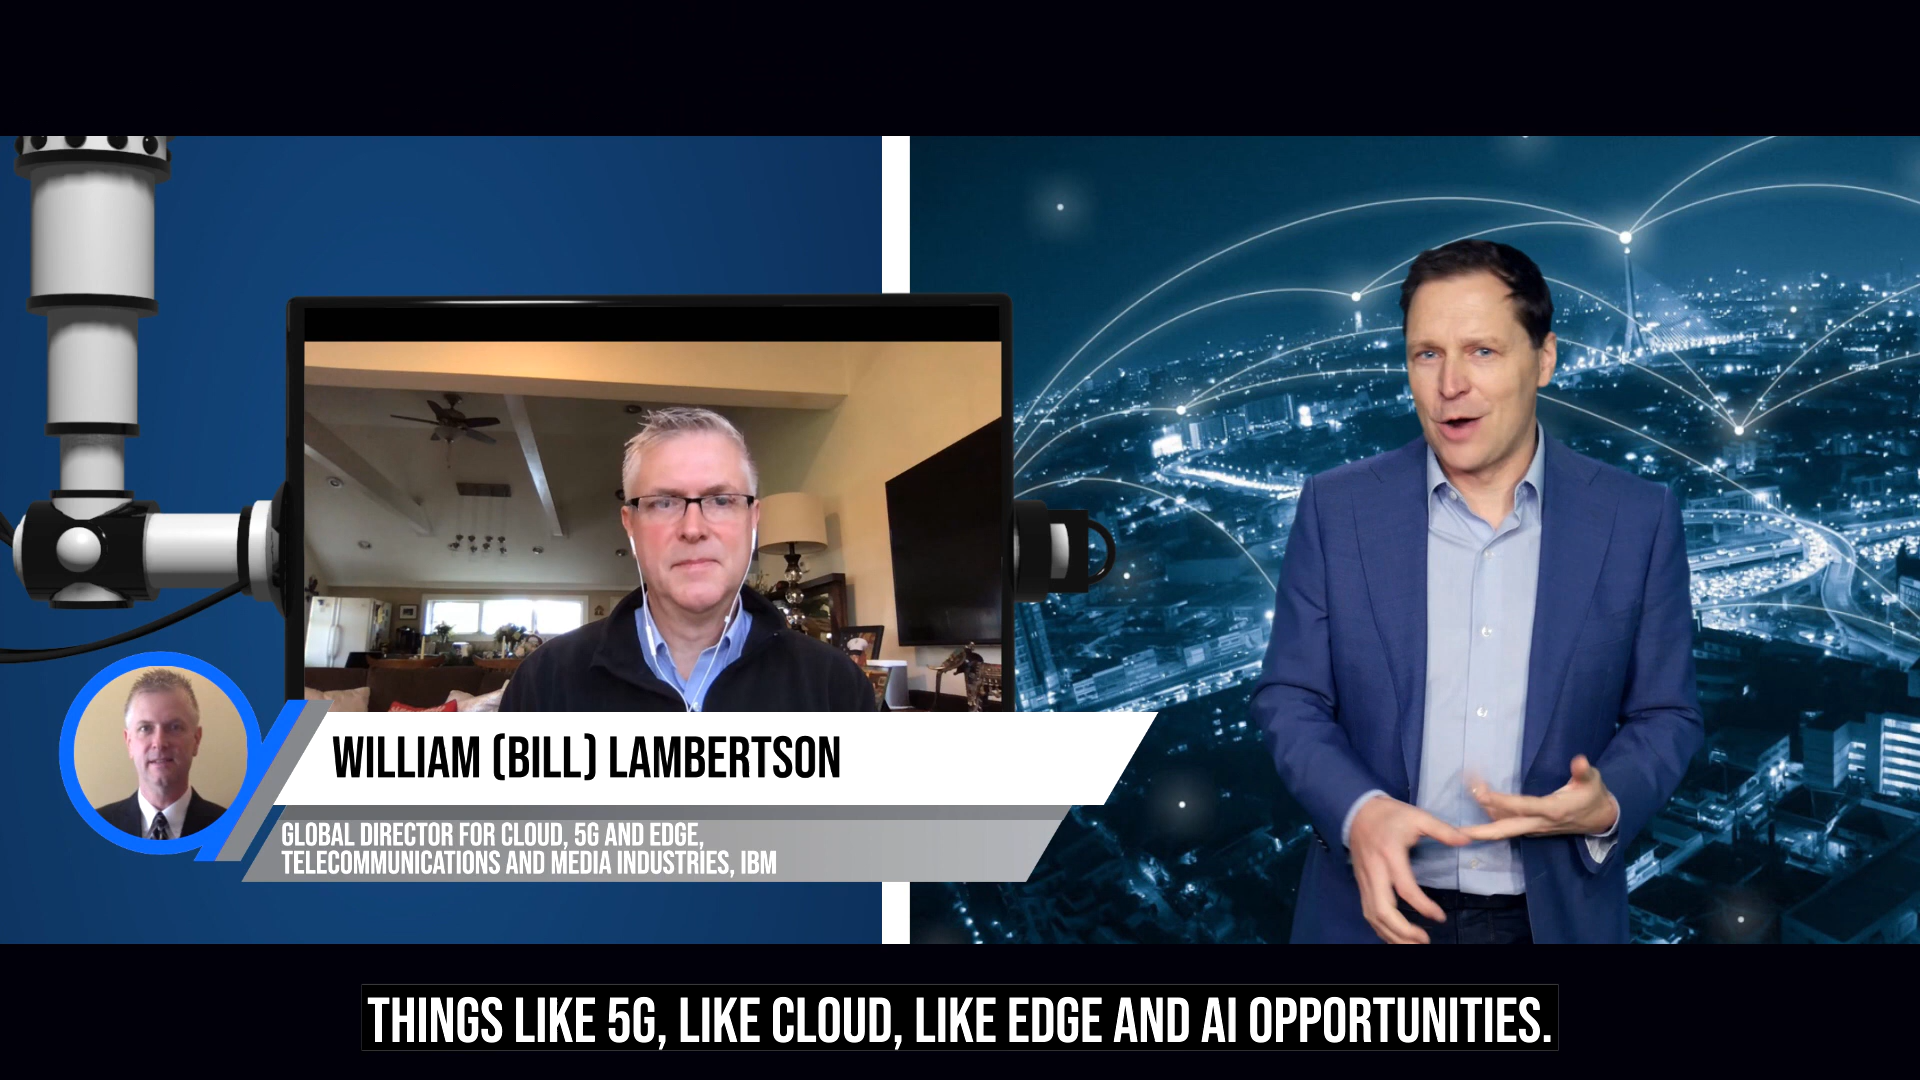 WILLIAM (BILL) LAMBERTSON
GLOBAL DIRECTOR FOR CLOUD, 5G AND EDGE,
TELECOMMUNICATIONS AND MEDIA INDUSTRIES, IBM
THINGS LIKE 5G, LIKE CLOUD, LIKE EDGE AND AI OPPORTUNITIES.